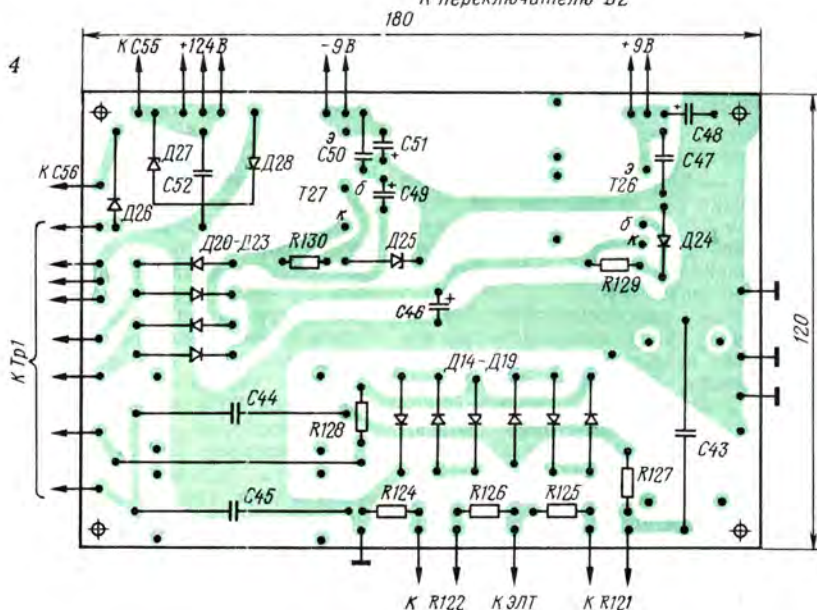 К переключателю В2
180
4
К С55
+124 В
-9 В
+9 В
Д27
С52
Д28
э
С50
С51
С48
С47
К С56
Д26
Т27
б
С49
э
Т26
к
б
к
Д20-Д23
R130
Д25
Д24
R129
С46
120
К Тр1
Д14-Д19
С44
R128
С43
R127
С45
R124
R126
R125
К R122
К ЭЛТ
К R121